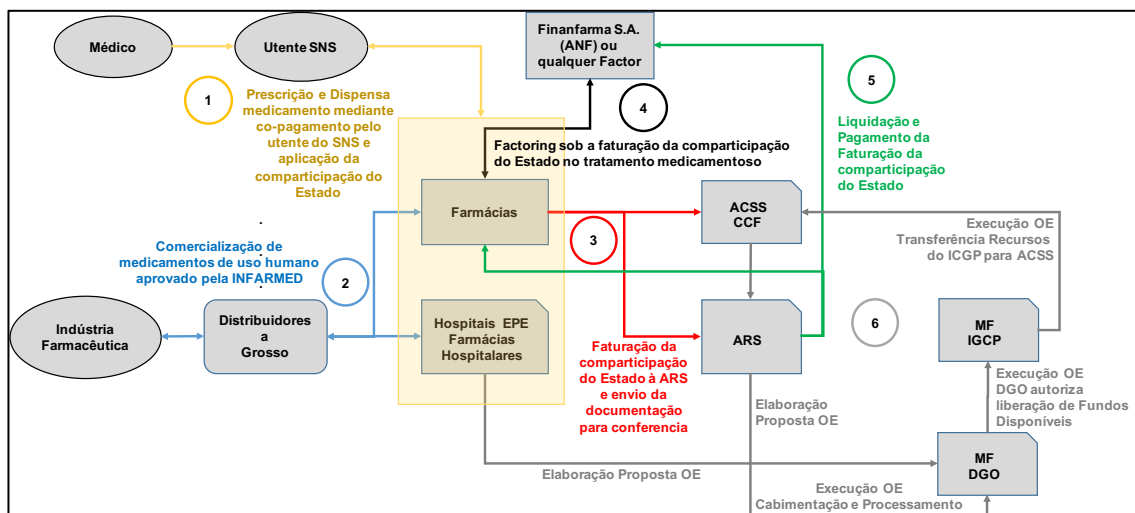 Médico
Utente SNS
Finanfarma S.A.
(ANF) ou
qualquer Factor
1
Prescrição e Dispensa
medicamento mediante
co-pagamento pelo
utente do SNS e
aplicação da
comparticipação do
Estado
4
5
Factoring sob a faturação da comparticipação
do Estado no tratamento medicamentoso
Liquidação e
Pagamento da
Faturação da
comparticipação
do Estado
Farmácias
3
ACSS
CCF
Execução OE
Transferência Recursos
do ICGP para ACSS
Comercialização de
medicamentos de uso humano
aprovado pela INFARMED
2
Indústria
Farmacêutica
Distribuidores
a
Grosso
Hospitais EPE
Farmácias
Hospitalares
ARS
6
MF
IGCP
Faturação da
comparticipação
do Estado à ARS
e envio da
documentação
para conferencia
Elaboração
Proposta OE
Execução OE
DGO autoriza
liberação de Fundos
Disponíveis
MF
DGO
Elaboração Proposta OE
Execução OE
Cabimentação e Processamento